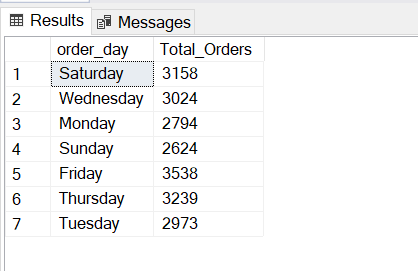 Results Messages
order_day Total_Orders
1 Saturday 3158
2 Wednesday 3024
3 Monday 2794
4 Sunday 2624
5 Friday 3538
6 Thursday 3239
7 Tuesday 2973